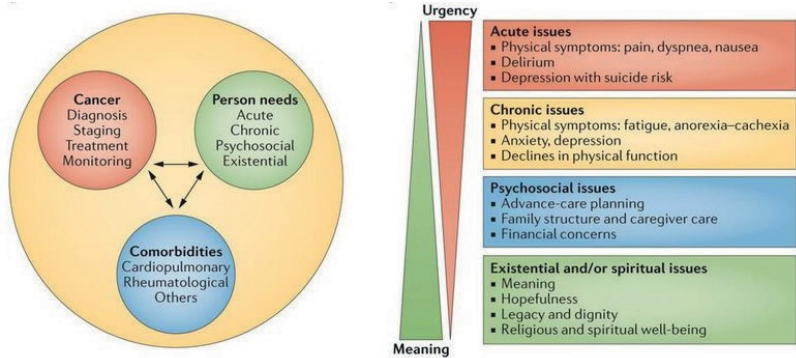 Cancer
Diagnosis
Staging
Treatment
Monitoring
Person needs
Acute
Chronic
Psychosocial
Existential
Comorbidities
Cardiopulmonary
Rheumatological
Others
Urgency
Meaning
Acute issues
▪ Physical symptoms: pain, dyspnea, nausea
▪ Delirium
▪ Depression with suicide risk
Chronic issues
▪ Physical symptoms: fatigue, anorexia–cachexia
▪ Anxiety, depression
▪ Declines in physical function
Psychosocial issues
▪ Advance-care planning
▪ Family structure and caregiver care
▪ Financial concerns
Existential and/or spiritual issues
▪ Meaning
▪ Hopefulness
▪ Legacy and dignity
▪ Religious and spiritual well-being